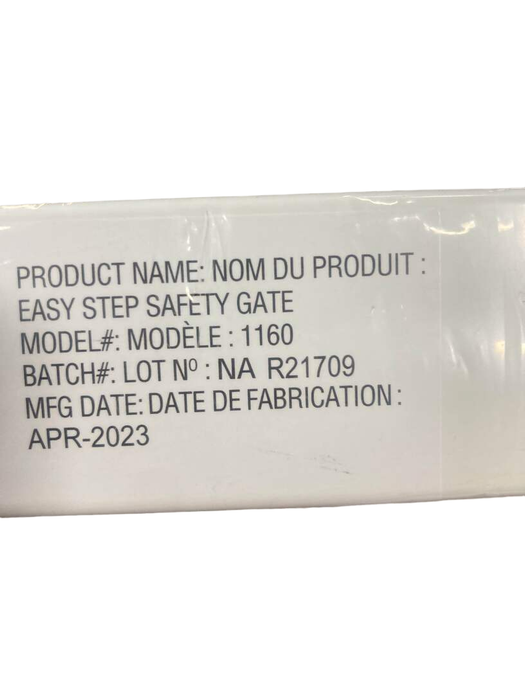 PRODUCT NAME: NOM DU PRODUIT :
EASY STEP SAFETY GATE
MODEL#: MODÈLE : 1160
BATCH#: LOT Nº : NA R21709
MFG DATE: DATE DE FABRICATION :
APR-2023